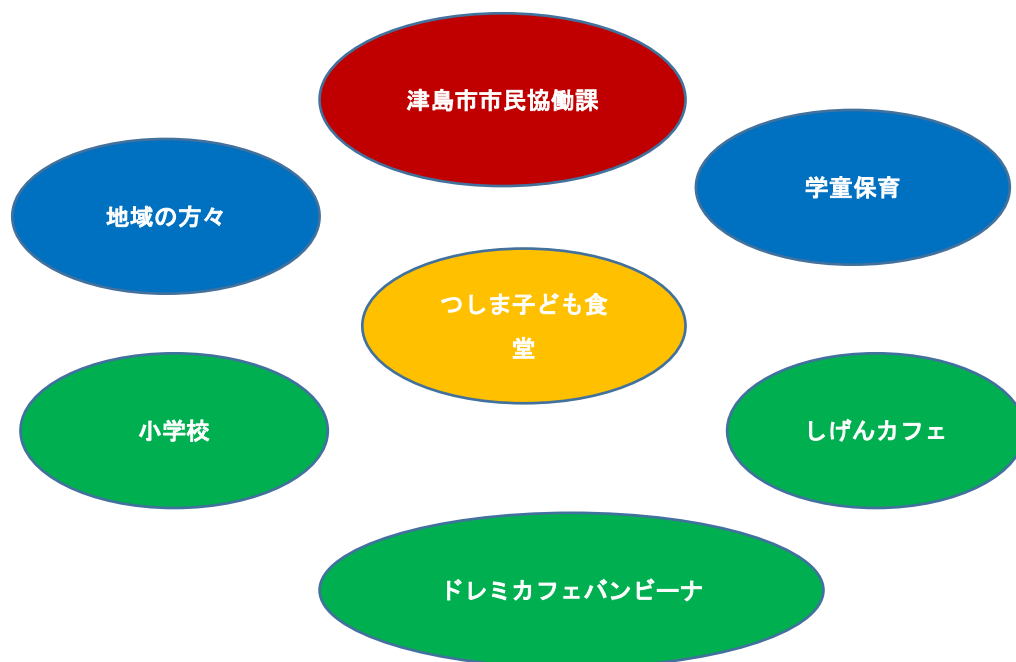 津島市市民協働課
学童保育
地域の方々
つしま子ども食
堂
小学校
しげんカフェ
ドレミカフェバンビーナ